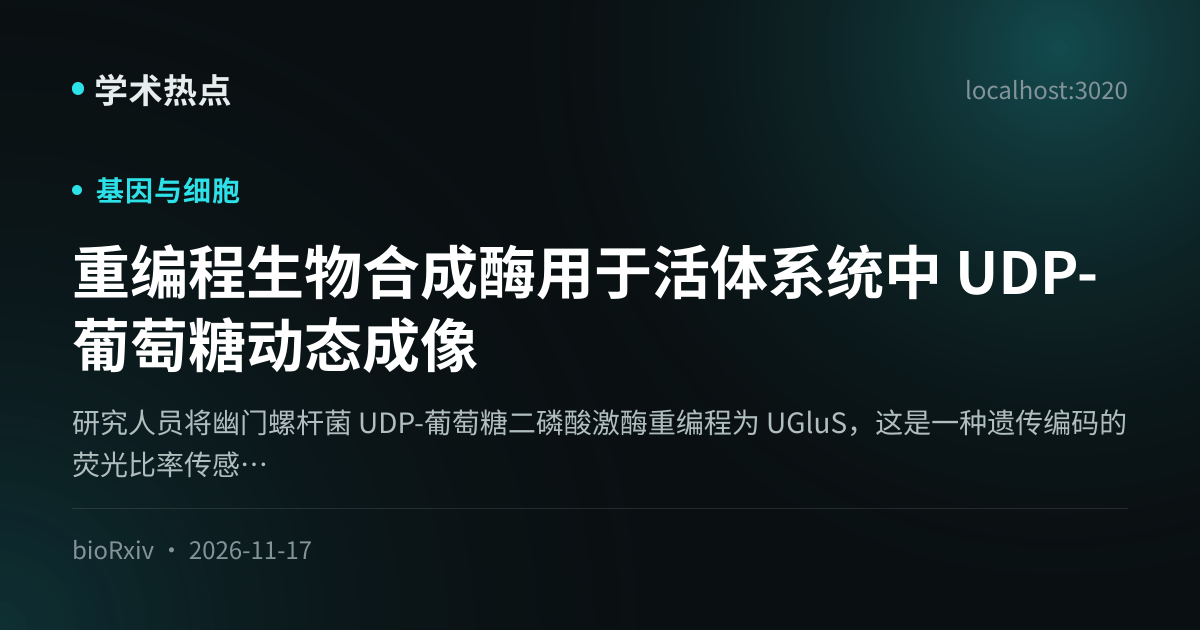 学术热点
localhost:3020
基因与细胞
重编程生物合成酶用于活体系统中 UDP-
葡萄糖动态成像
研究人员将幽门螺杆菌 UDP-葡萄糖二磷酸激酶重编程为 UGluS，这是一种遗传编码的
荧光比率传感…
bioRxiv · 2026-11-17